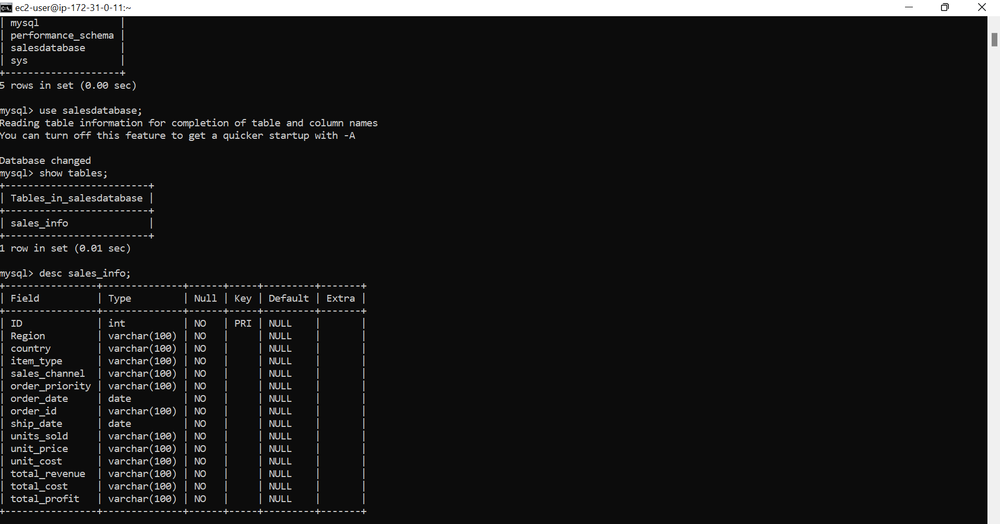 ec2-user@ip-172-31-0-11:~
| mysql              |
| performance_schema |
| salesdatabase      |
| sys                |
+--------------------+
5 rows in set (0.00 sec)

mysql> use salesdatabase;
Reading table information for completion of table and column names
You can turn off this feature to get a quicker startup with -A

Database changed
mysql> show tables;
+-------------------------+
| Tables_in_salesdatabase |
+-------------------------+
| sales_info              |
+-------------------------+
1 row in set (0.01 sec)

mysql> desc sales_info;
+----------------+--------------+------+-----+---------+-------+
| Field          | Type         | Null | Key | Default | Extra |
+----------------+--------------+------+-----+---------+-------+
| ID             | int          | NO   | PRI | NULL    |       |
| Region         | varchar(100) | NO   |     | NULL    |       |
| country        | varchar(100) | NO   |     | NULL    |       |
| item_type      | varchar(100) | NO   |     | NULL    |       |
| sales_channel  | varchar(100) | NO   |     | NULL    |       |
| order_priority | varchar(100) | NO   |     | NULL    |       |
| order_date     | date         | NO   |     | NULL    |       |
| order_id       | varchar(100) | NO   |     | NULL    |       |
| ship_date      | date         | NO   |     | NULL    |       |
| units_sold     | varchar(100) | NO   |     | NULL    |       |
| unit_price     | varchar(100) | NO   |     | NULL    |       |
| unit_cost      | varchar(100) | NO   |     | NULL    |       |
| total_revenue  | varchar(100) | NO   |     | NULL    |       |
| total_cost     | varchar(100) | NO   |     | NULL    |       |
| total_profit   | varchar(100) | NO   |     | NULL    |       |
+----------------+--------------+------+-----+---------+-------+